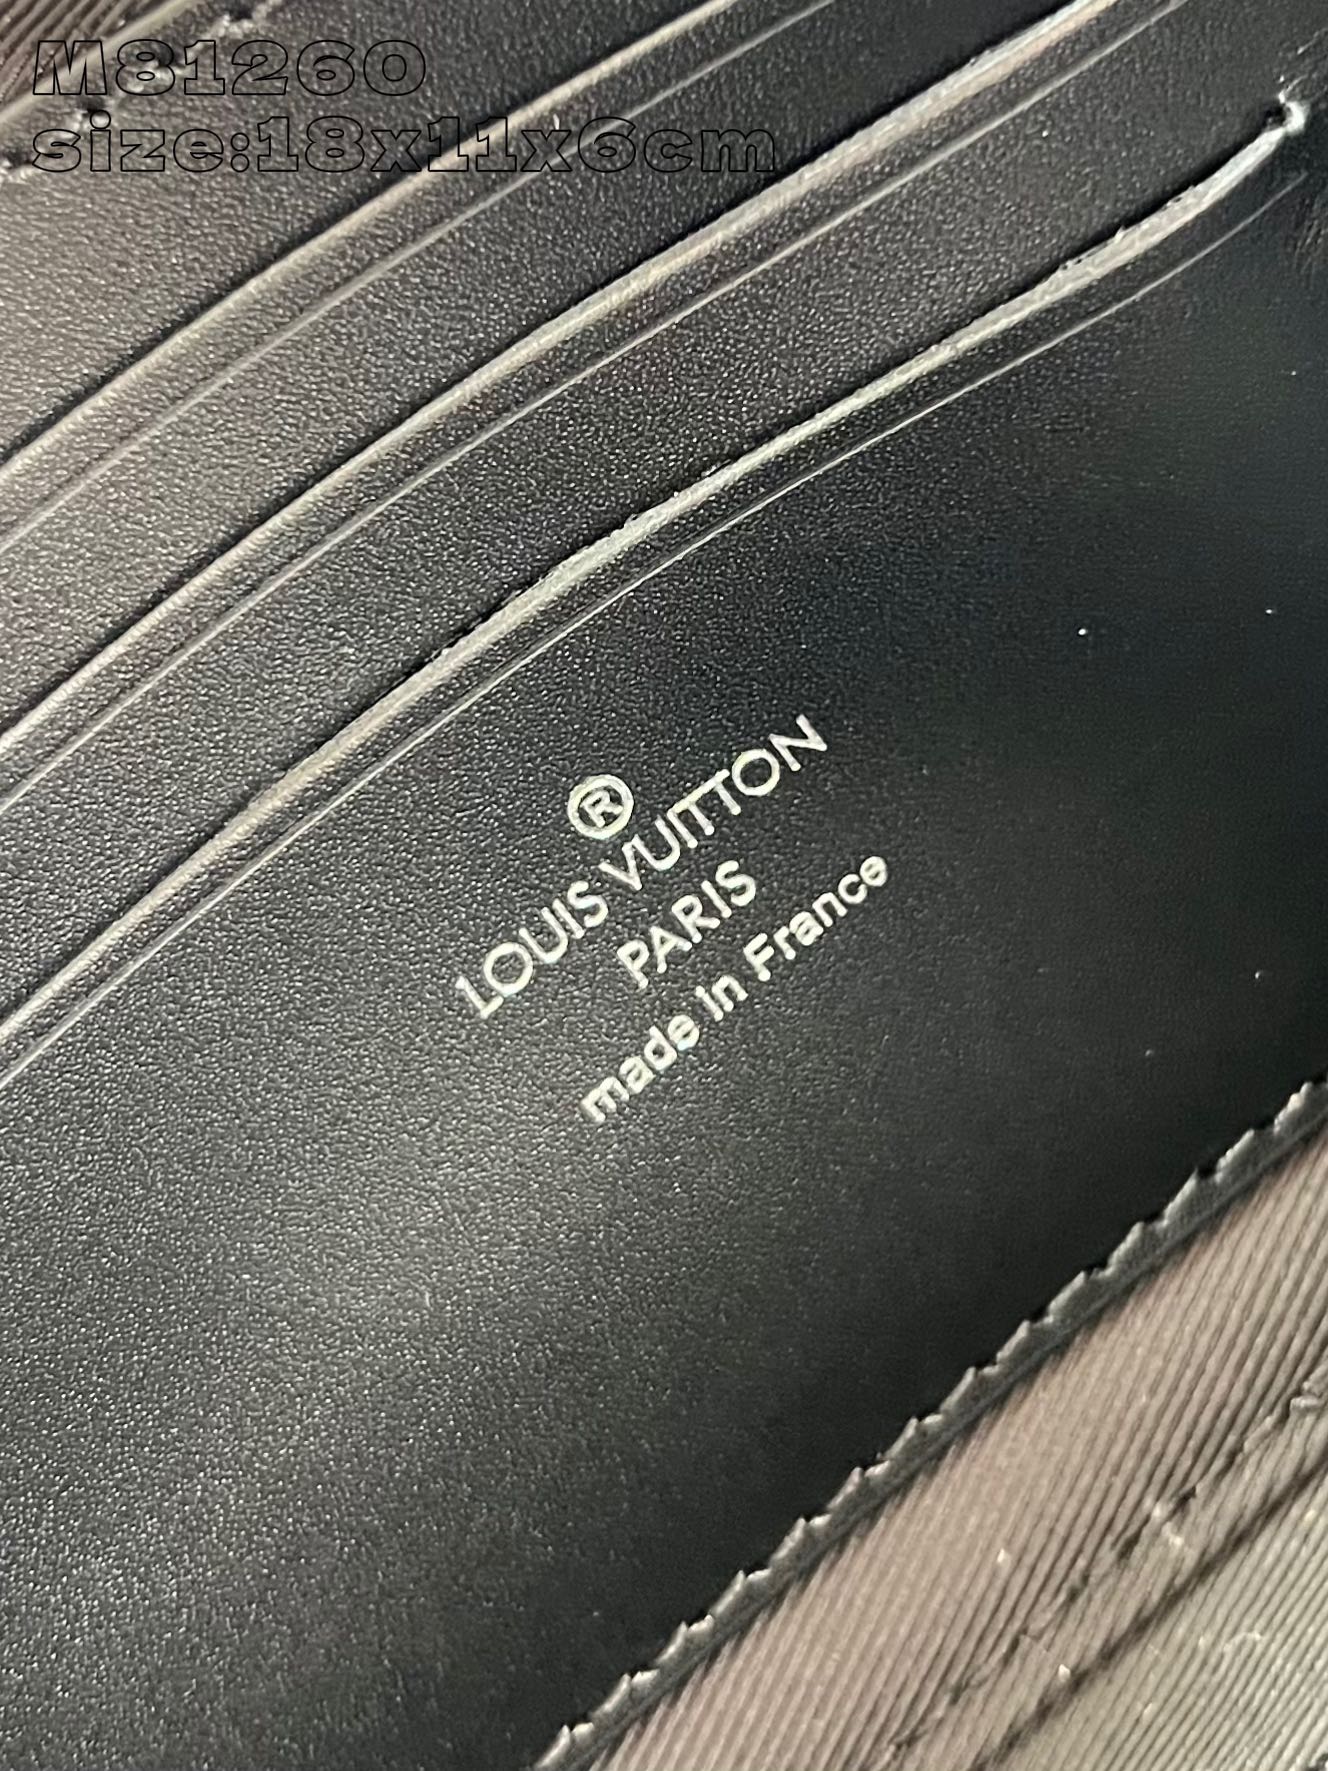 M81260
size:18x11x6cm
®
LOUIS VUITTON
PARIS
made in France